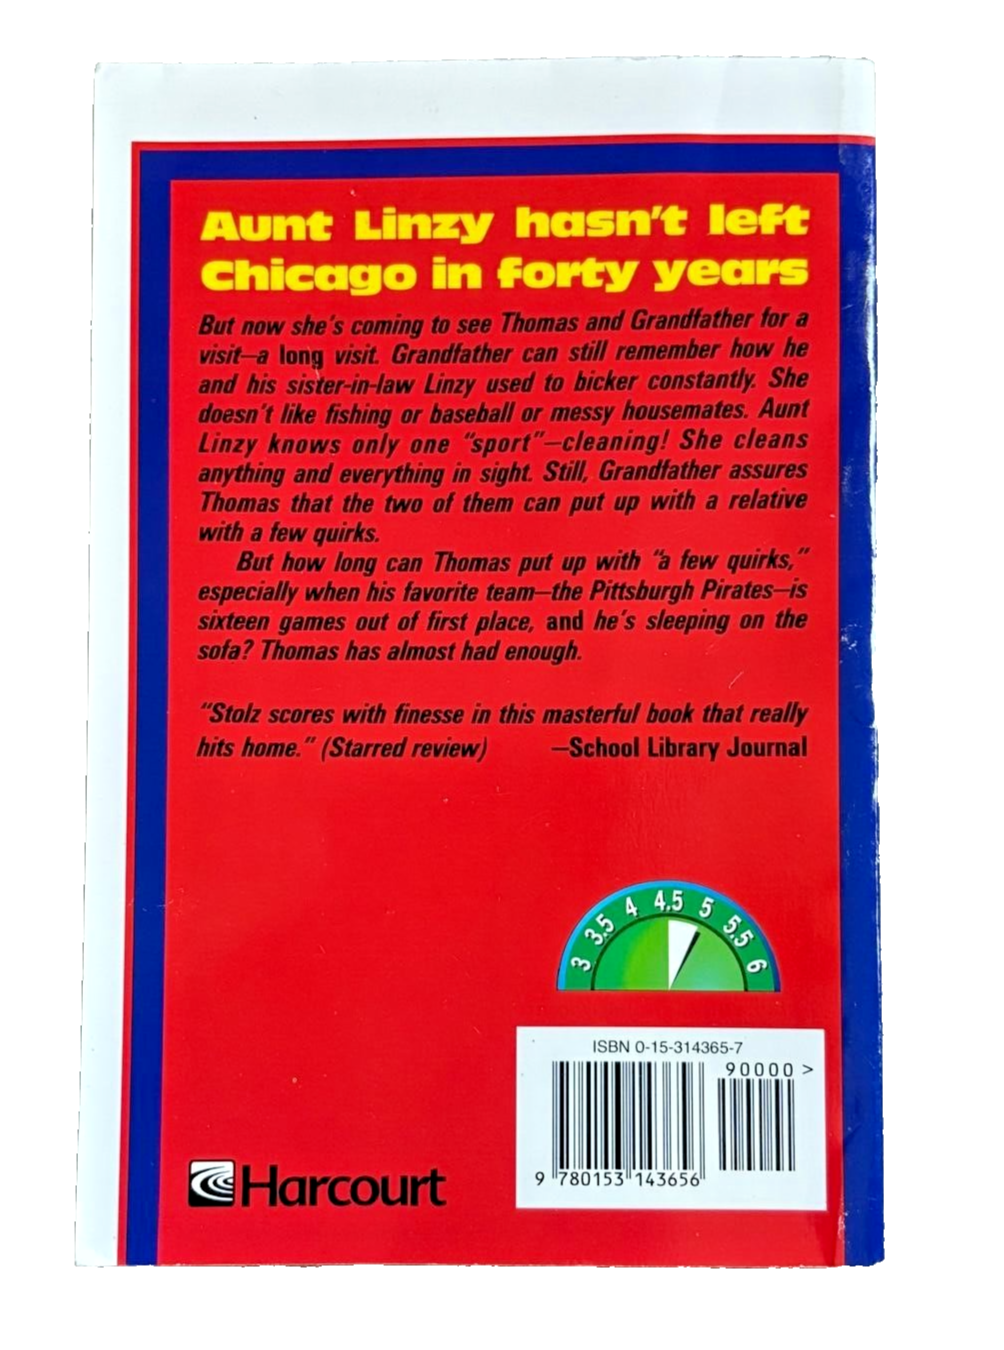 Aunt Linzy hasn't left
Chicago in forty years
But now she's coming to see Thomas and Grandfather for a
visit—a long visit. Grandfather can still remember how he
and his sister-in-law Linzy used to bicker constantly. She
doesn't like fishing or baseball or messy housemates. Aunt
Linzy knows only one "sport"—cleaning! She cleans
anything and everything in sight. Still, Grandfather assures
Thomas that the two of them can put up with a relative
with a few quirks.
But how long can Thomas put up with "a few quirks,"
especially when his favorite team—the Pittsburgh Pirates—is
sixteen games out of first place, and he's sleeping on the
sofa? Thomas has almost had enough.
"Stolz scores with finesse in this masterful book that really
hits home." (Starred review) —School Library Journal
3 3.5 4 4.5 5 5.5 6
ISBN 0-15-314365-7
90000 >
9 780153 143656
Harcourt